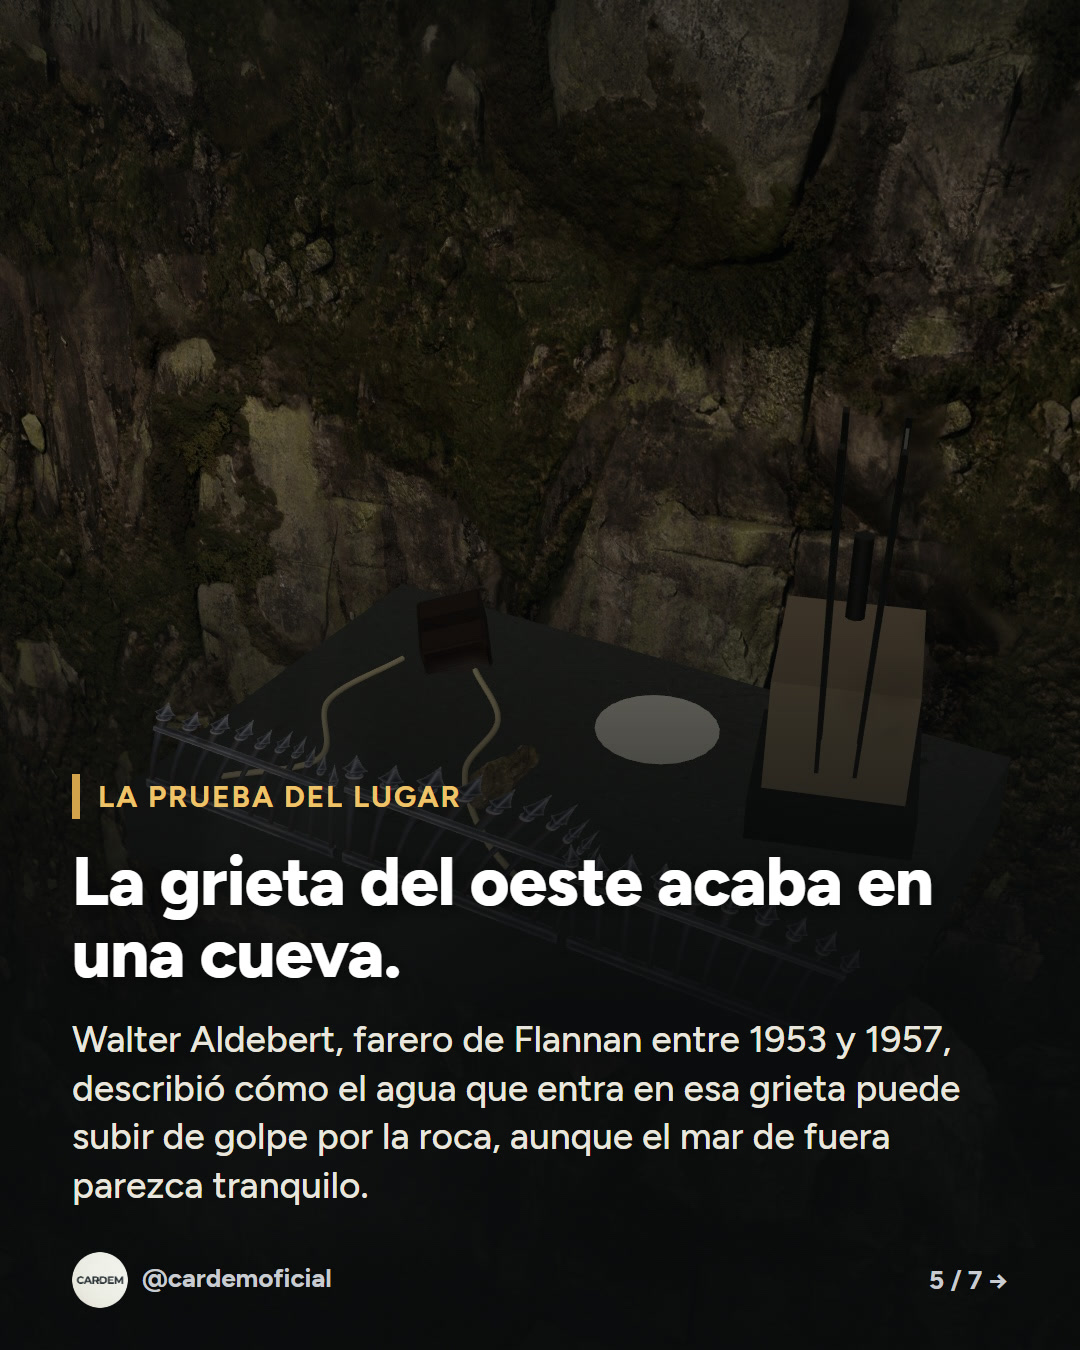 LA PRUEBA DEL LUGAR
La grieta del oeste acaba en
una cueva.
Walter Aldebert, farero de Flannan entre 1953 y 1957,
describió cómo el agua que entra en esa grieta puede
subir de golpe por la roca, aunque el mar de fuera
parezca tranquilo.
CARDEM
@cardemoficial
5 / 7 →